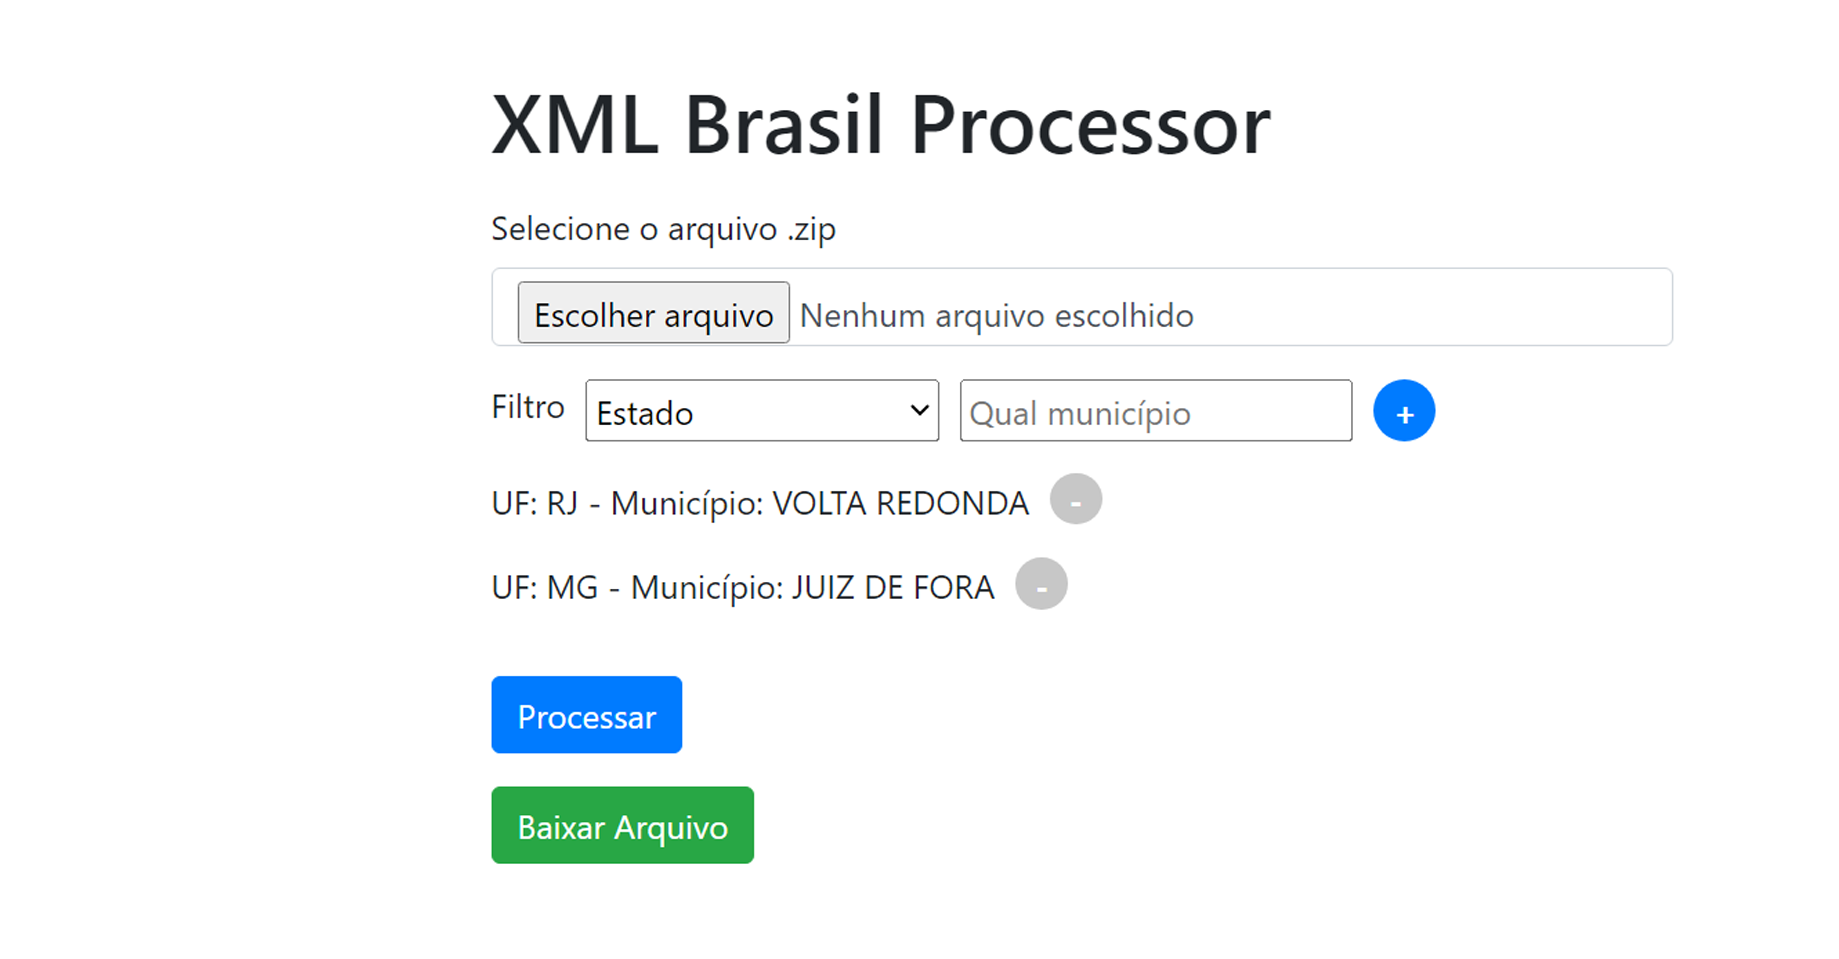 XML Brasil Processor
Selecione o arquivo .zip
Escolher arquivo Nenhum arquivo escolhido
Filtro Estado Qual município +
UF: RJ - Município: VOLTA REDONDA -
UF: MG - Município: JUIZ DE FORA -
Processar
Baixar Arquivo